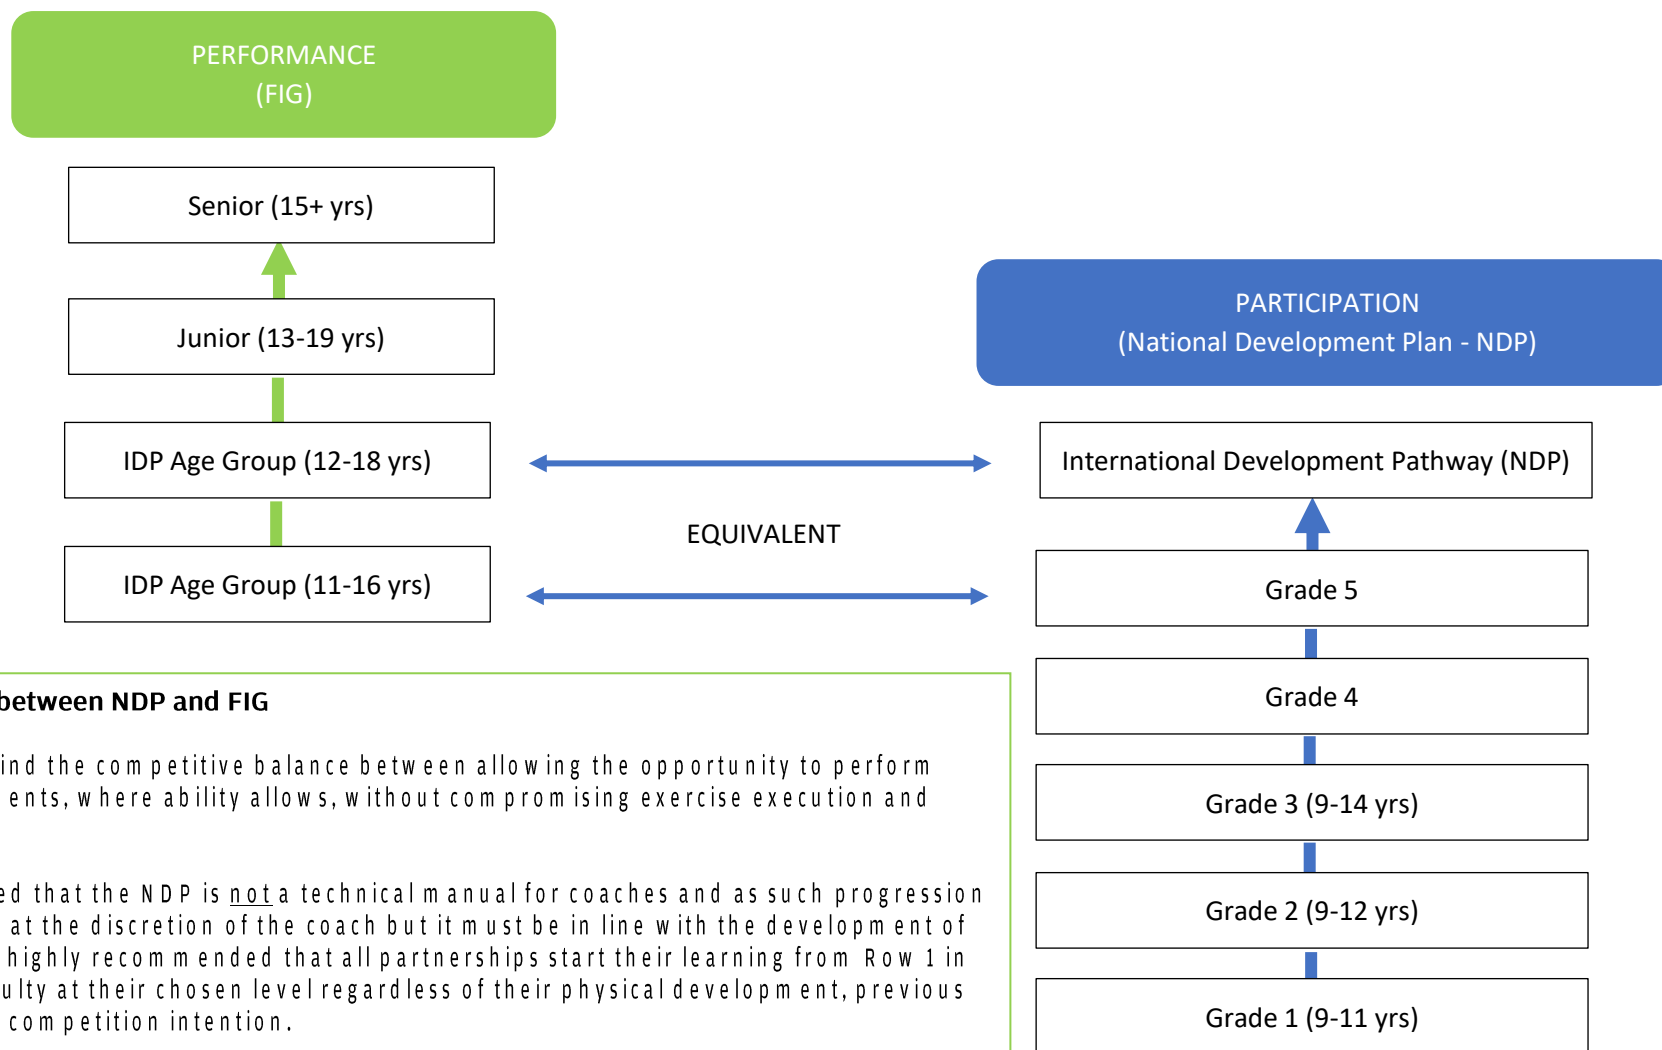 PERFORMANCE
(FIG)
Senior (15+ yrs)
Junior (13-19 yrs)
IDP Age Group (12-18 yrs)
IDP Age Group (11-16 yrs)
EQUIVALENT
PARTICIPATION
(National Development Plan - NDP)
International Development Pathway (NDP)
Grade 5
Grade 4
Grade 3 (9-14 yrs)
Grade 2 (9-12 yrs)
Grade 1 (9-11 yrs)
between NDP and FIG
ind the competitive balance between allowing the opportunity to perform
ents, where ability allows, without compromising exercise execution and
ed that the NDP is not a technical manual for coaches and as such progression
at the discretion of the coach but it must be in line with the development of
highly recommended that all partnerships start their learning from Row 1 in
ulty at their chosen level regardless of their physical development, previous
competition intention.